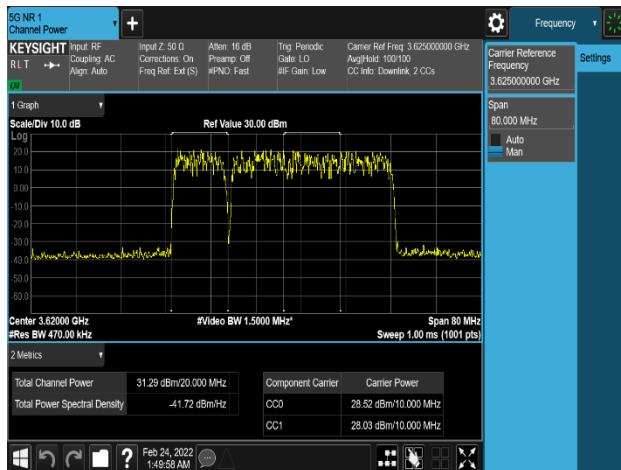 5G NR 1
Channel Power
Frequency
KEYSIGHT
R L T
Input: RF
Coupling: AC
Align: Auto
Input Z: 50 Ω
Corrections: On
Freq Ref: Ext (S)
Atten: 16 dB
Preamp: Off
#PNO: Fast
Trig: Periodic
Gate: LO
#IF Gain: Low
Carrier Ref Freq: 3.625000000 GHz
Avg|Hold: 100/100
CC Info: Downlink, 2 CCs
LXI
Carrier Reference
Frequency
3.625000000 GHz
Settings
Span
80.000 MHz
Auto
Man
1 Graph
Scale/Div 10.0 dB
Ref Value 30.00 dBm
Log
20.0
10.0
0.00
-10.0
-20.0
-30.0
-40.0
-50.0
-60.0
Center 3.62000 GHz
#Video BW 1.5000 MHz*
Span 80 MHz
#Res BW 470.00 kHz
Sweep 1.00 ms (1001 pts)
2 Metrics
Total Channel Power 31.29 dBm/20.000 MHz
Total Power Spectral Density -41.72 dBm/Hz
Component Carrier Carrier Power
CC0 28.52 dBm/10.000 MHz
CC1 28.03 dBm/10.000 MHz
?
Feb 24, 2022
1:49:58 AM